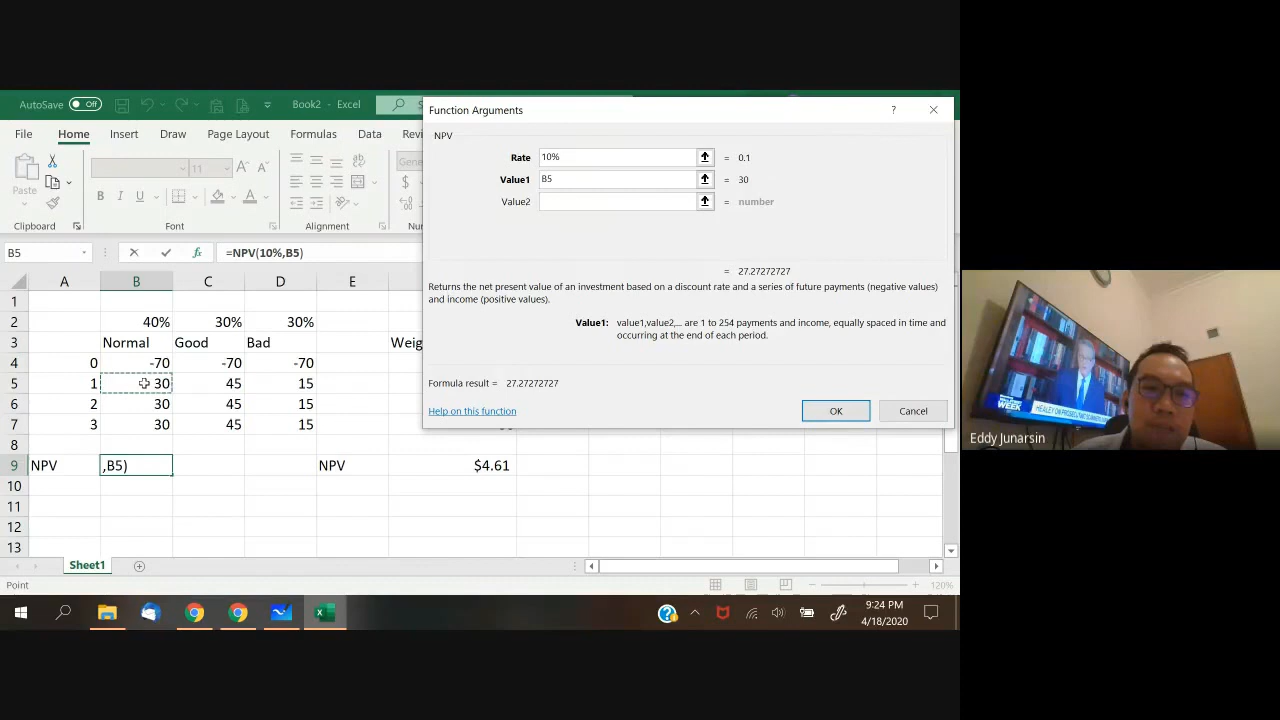 AutoSave Off Book2 - Excel
File Home Insert Draw Page Layout Formulas Data
Paste
Clipboard Font Alignment
11
B5 =NPV(10%,B5)
Function Arguments ?
NPV
Rate 10% = 0.1
Value1 B5 = 30
Value2 = number
= 27.27272727
Returns the net present value of an investment based on a discount rate and a series of future payments (negative values)
and income (positive values).
Value1: value1,value2,... are 1 to 254 payments and income, equally spaced in time and
occurring at the end of each period.
Formula result = 27.27272727
Help on this function
OK Cancel
A B C D E
1
2 40% 30% 30%
3 Normal Good Bad
4 0 -70 -70 -70
5 1 30 45 15
6 2 30 45 15
7 3 30 45 15
8
9 NPV ,B5) NPV $4.61
10
11
12
13
Sheet1
Point 120%
9:24 PM
4/18/2020
WEEK
Eddy Junarsin